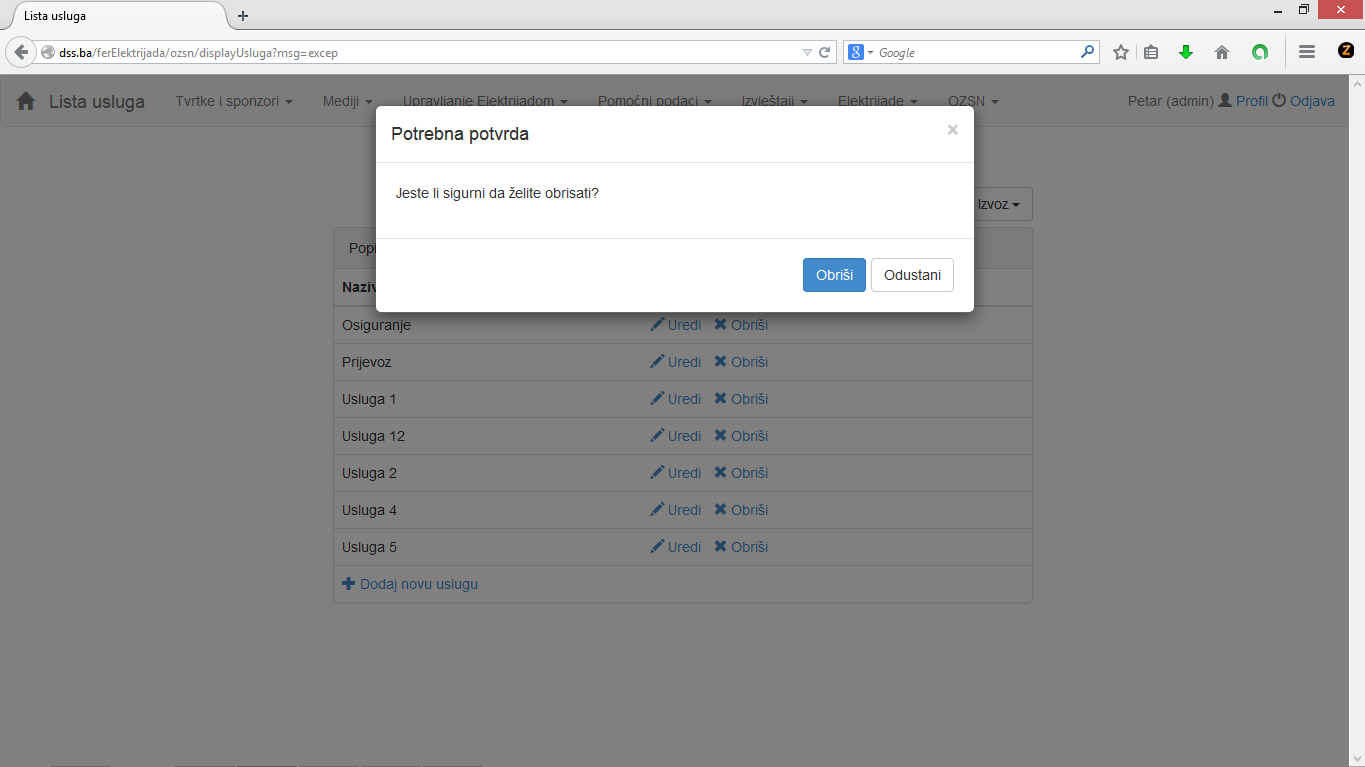 Lista usluga
dss.ba/ferElektrijada/ozsn/displayUsluga?msg=excep
Google
Lista usluga Tvrtke i sponzori Mediji Upravljanje Elektrijadom Pomoćni podaci Izvještaji Elektrijade OZSN Petar (admin) Profil Odjava
Potrebna potvrda ×
Jeste li sigurni da želite obrisati?
Obriši Odustani
Izvoz
Popi
Naziv
Osiguranje Uredi Obriši
Prijevoz Uredi Obriši
Usluga 1 Uredi Obriši
Usluga 12 Uredi Obriši
Usluga 2 Uredi Obriši
Usluga 4 Uredi Obriši
Usluga 5 Uredi Obriši
Dodaj novu uslugu